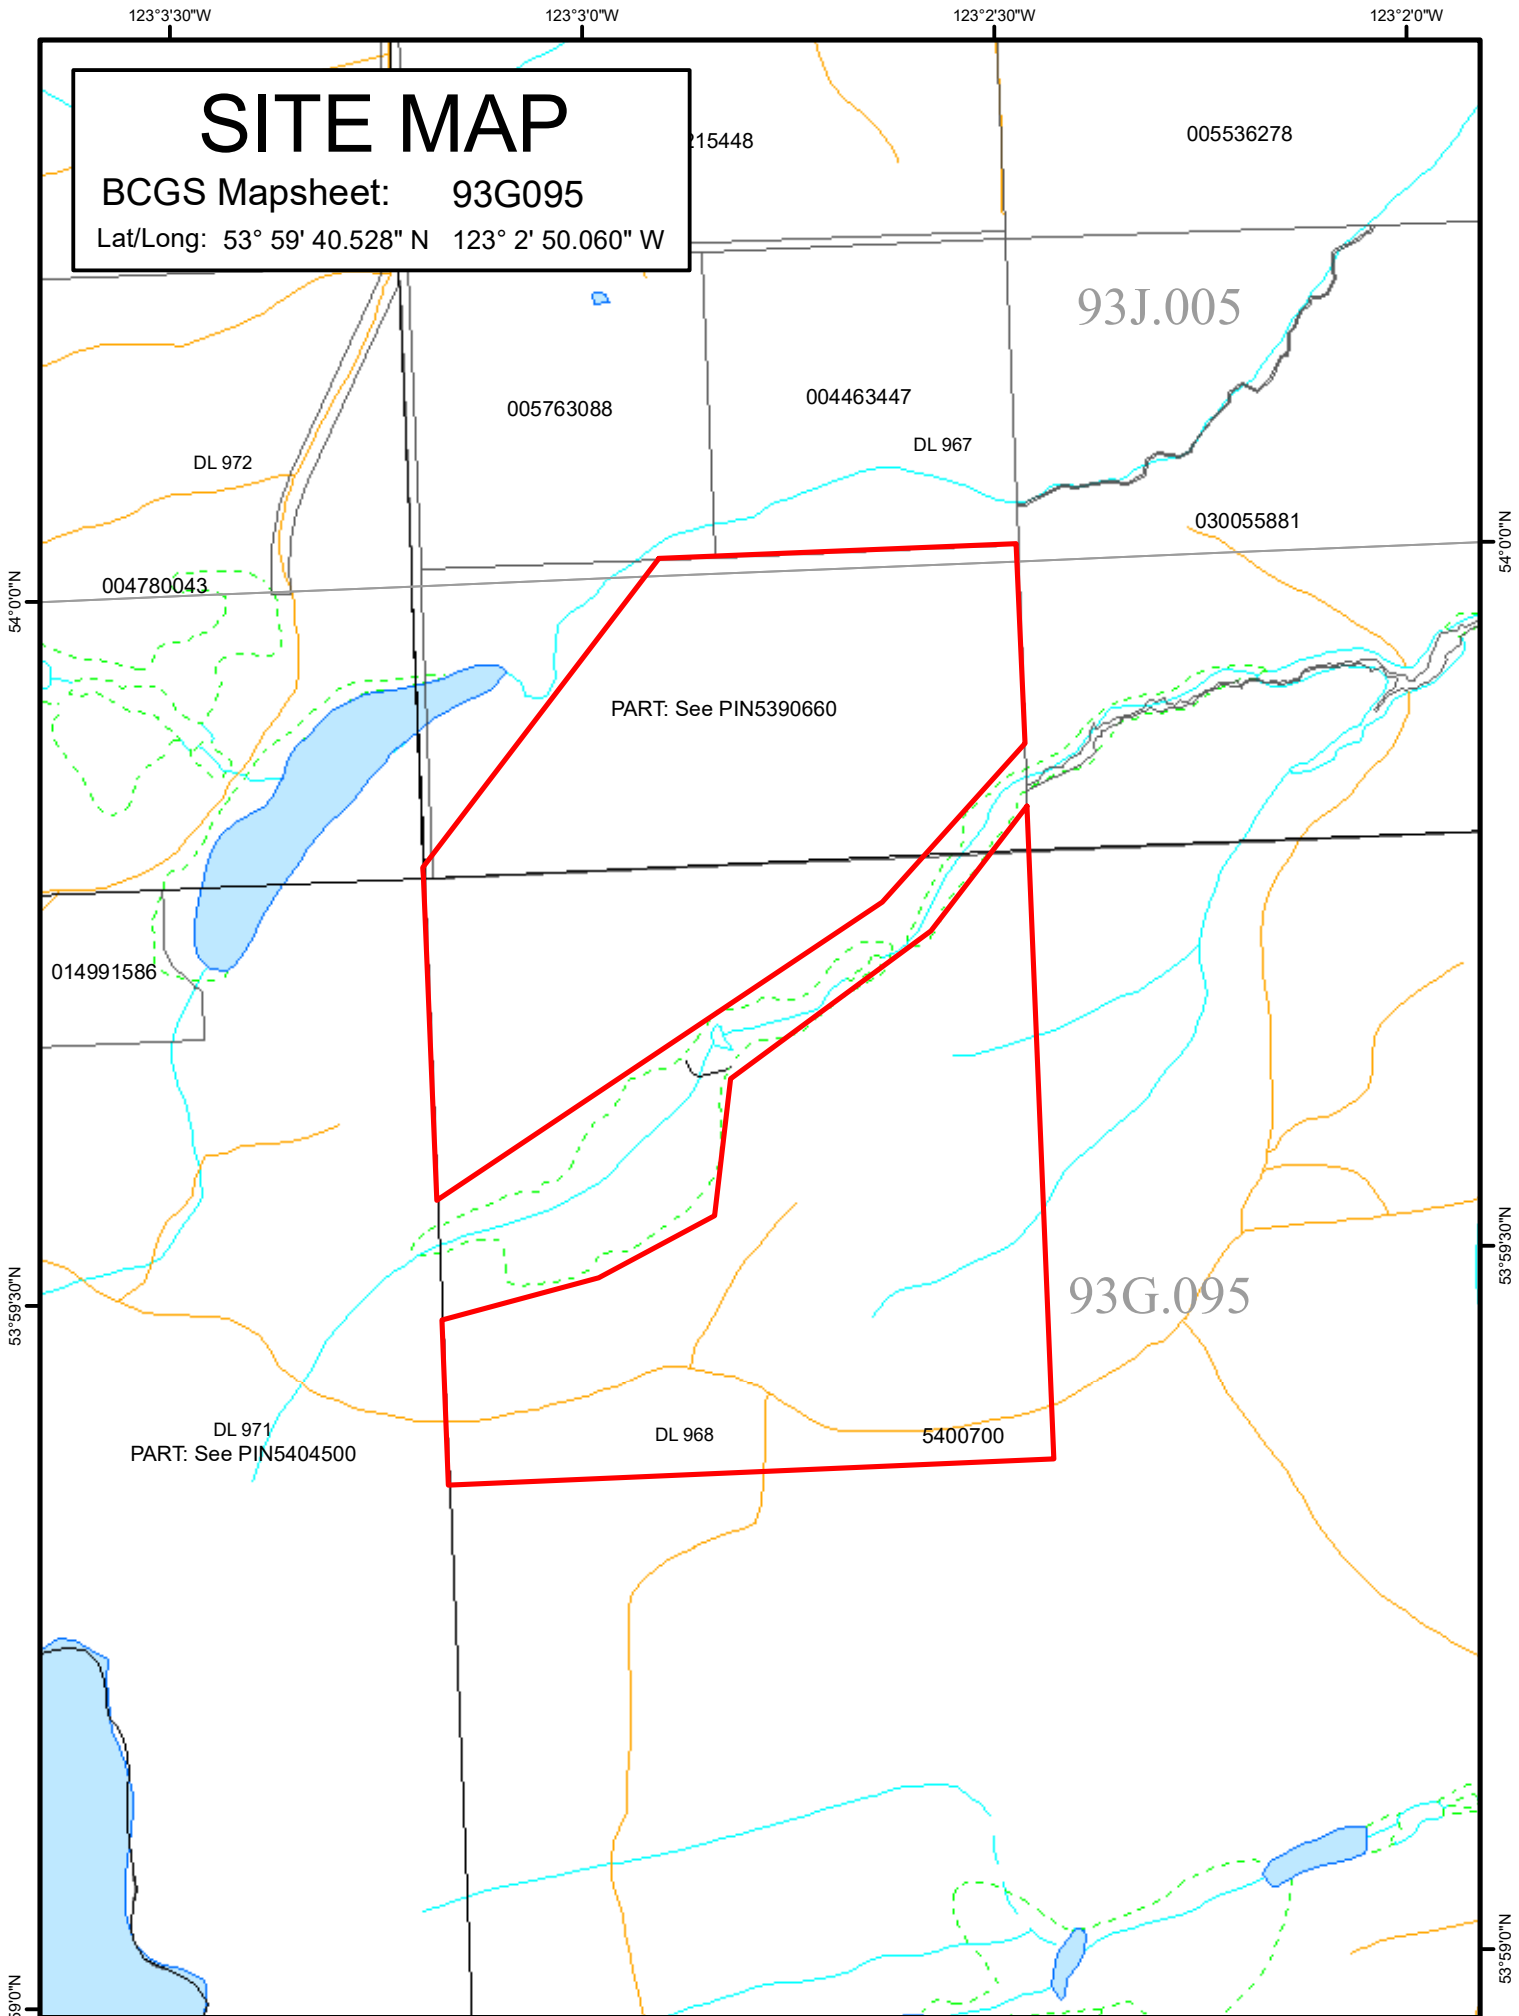 123°3'30"W 123°3'0"W 123°2'30"W 123°2'0"W
SITE MAP
BCGS Mapsheet: 93G095
Lat/Long: 53° 59' 40.528" N 123° 2' 50.060" W
215448
005536278
93J.005
005763088
004463447
DL 967
DL 972
030055881
54°0'0"N
004780043
54°0'0"N
PART: See PIN5390660
014991586
53°59'30"N
93G.095
53°59'30"N
DL 971
PART: See PIN5404500
DL 968
5400700
53°59'0"N
59'0"N